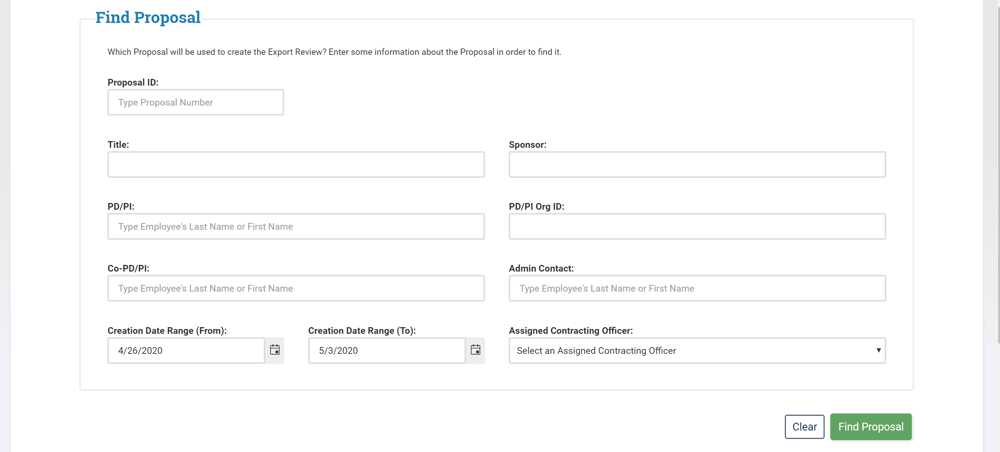 Find Proposal
Which Proposal will be used to create the Export Review? Enter some information about the Proposal in order to find it.
Proposal ID:
Type Proposal Number
Title:
Sponsor:
PD/PI:
Type Employee's Last Name or First Name
PD/PI Org ID:
Co-PD/PI:
Type Employee's Last Name or First Name
Admin Contact:
Type Employee's Last Name or First Name
Creation Date Range (From):
4/26/2020
Creation Date Range (To):
5/3/2020
Assigned Contracting Officer:
Select an Assigned Contracting Officer
Clear
Find Proposal